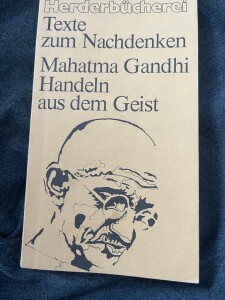 Herderbücherei
Texte
zum Nachdenken
Mahatma Gandhi
Handeln
aus dem Geist